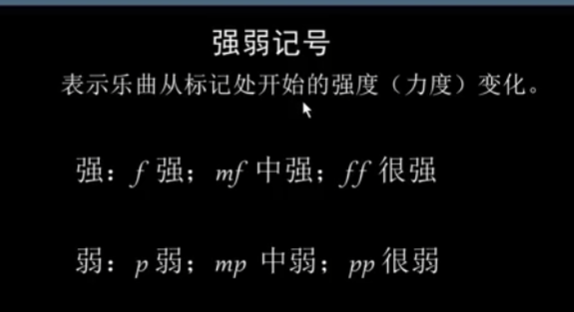 强弱记号
表示乐曲从标记处开始的强度（力度）变化。
强：f 强；mf 中强；ff 很强
弱：p 弱；mp 中弱；pp 很弱